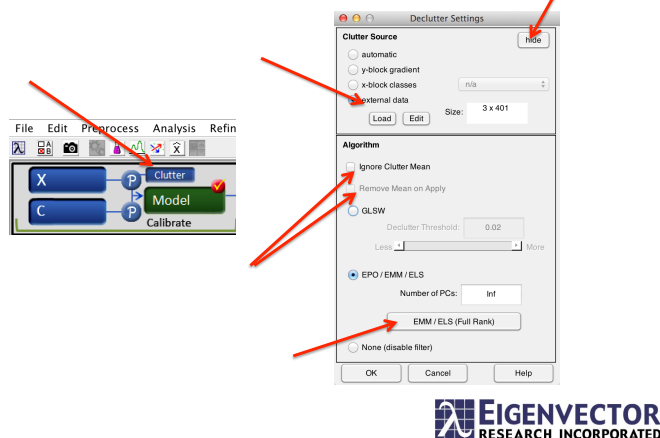 File Edit Preprocess Analysis Refin
X
P
Clutter
Model
C
P
Calibrate
Declutter Settings
Clutter Source
hide
automatic
y-block gradient
x-block classes
n/a
external data
Load
Edit
Size:
3 x 401
Algorithm
Ignore Clutter Mean
Remove Mean on Apply
GLSW
Declutter Threshold:
0.02
Less
More
EPO / EMM / ELS
Number of PCs:
Inf
EMM / ELS (Full Rank)
None (disable filter)
OK
Cancel
Help
EIGENVECTOR
RESEARCH INCORPORATED